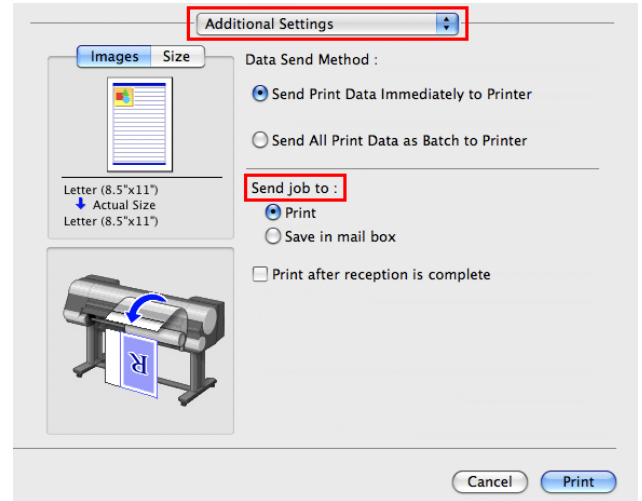 Additional Settings
Images Size
Data Send Method :
Send Print Data Immediately to Printer
Send All Print Data as Batch to Printer
Letter (8.5"x11")
Actual Size
Letter (8.5"x11")
Send job to :
Print
Save in mail box
Print after reception is complete
R
Cancel Print